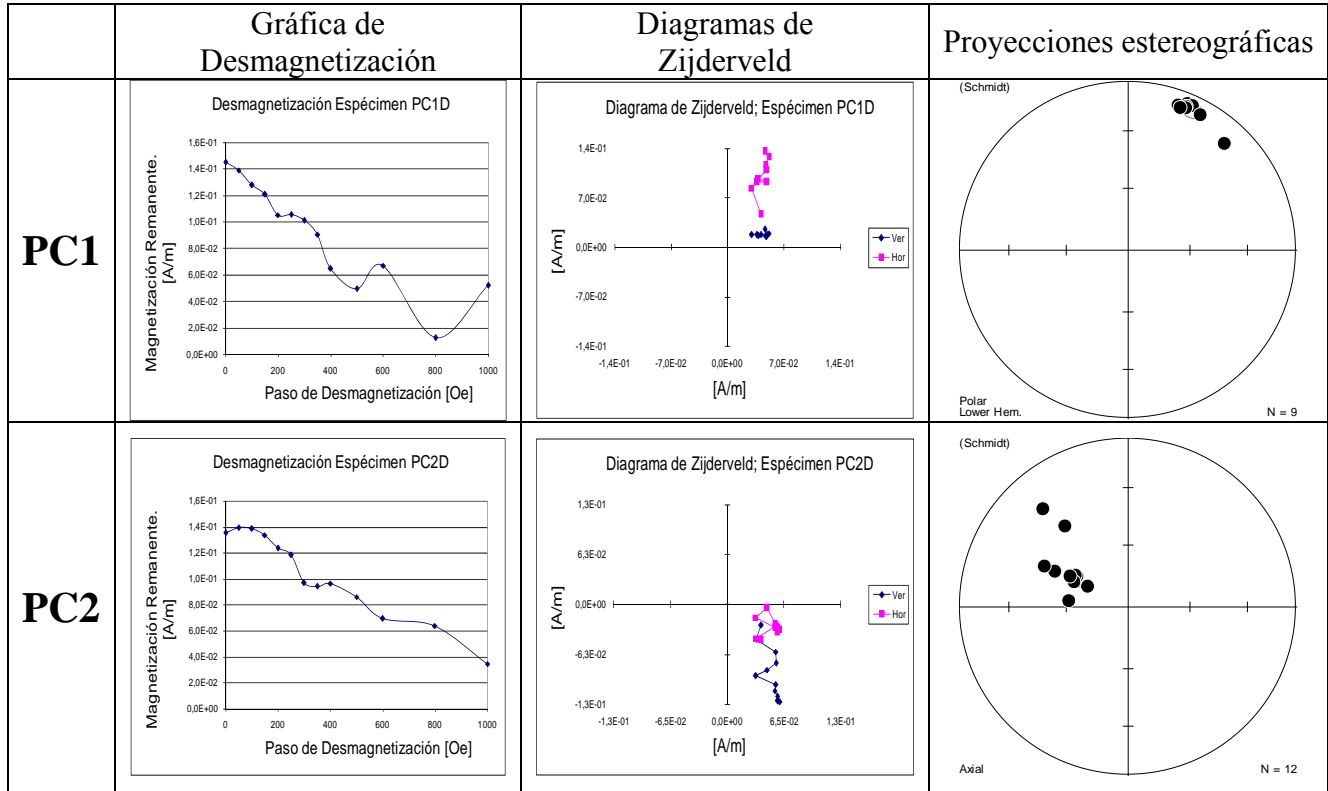 Gráfica de
Desmagnetización
Diagramas de
Zijderveld
Proyecciones estereográficas
PC1
Desmagnetización Espécimen PC1D
Magnetización Remanente.
[A/m]
1,6E-01
1,4E-01
1,2E-01
1,0E-01
8,0E-02
6,0E-02
4,0E-02
2,0E-02
0,0E+00
0 200 400 600 800 1000
Paso de Desmagnetización [Oe]
Diagrama de Zijderveld; Espécimen PC1D
[A/m]
1,4E-01
7,0E-02
0,0E+00
-7,0E-02
-1,4E-01
-1,4E-01 -7,0E-02 0,0E+00 7,0E-02 1,4E-01
[A/m]
Ver
Hor
(Schmidt)
Polar
Lower Hem.
N = 9
PC2
Desmagnetización Espécimen PC2D
Magnetización Remanente.
[A/m]
1,6E-01
1,4E-01
1,2E-01
1,0E-01
8,0E-02
6,0E-02
4,0E-02
2,0E-02
0,0E+00
0 200 400 600 800 1000
Paso de Desmagnetización [Oe]
Diagrama de Zijderveld; Espécimen PC2D
[A/m]
1,3E-01
6,3E-02
0,0E+00
-6,3E-02
-1,3E-01
-1,3E-01 -6,5E-02 0,0E+00 6,5E-02 1,3E-01
[A/m]
Ver
Hor
(Schmidt)
Axial
N = 12